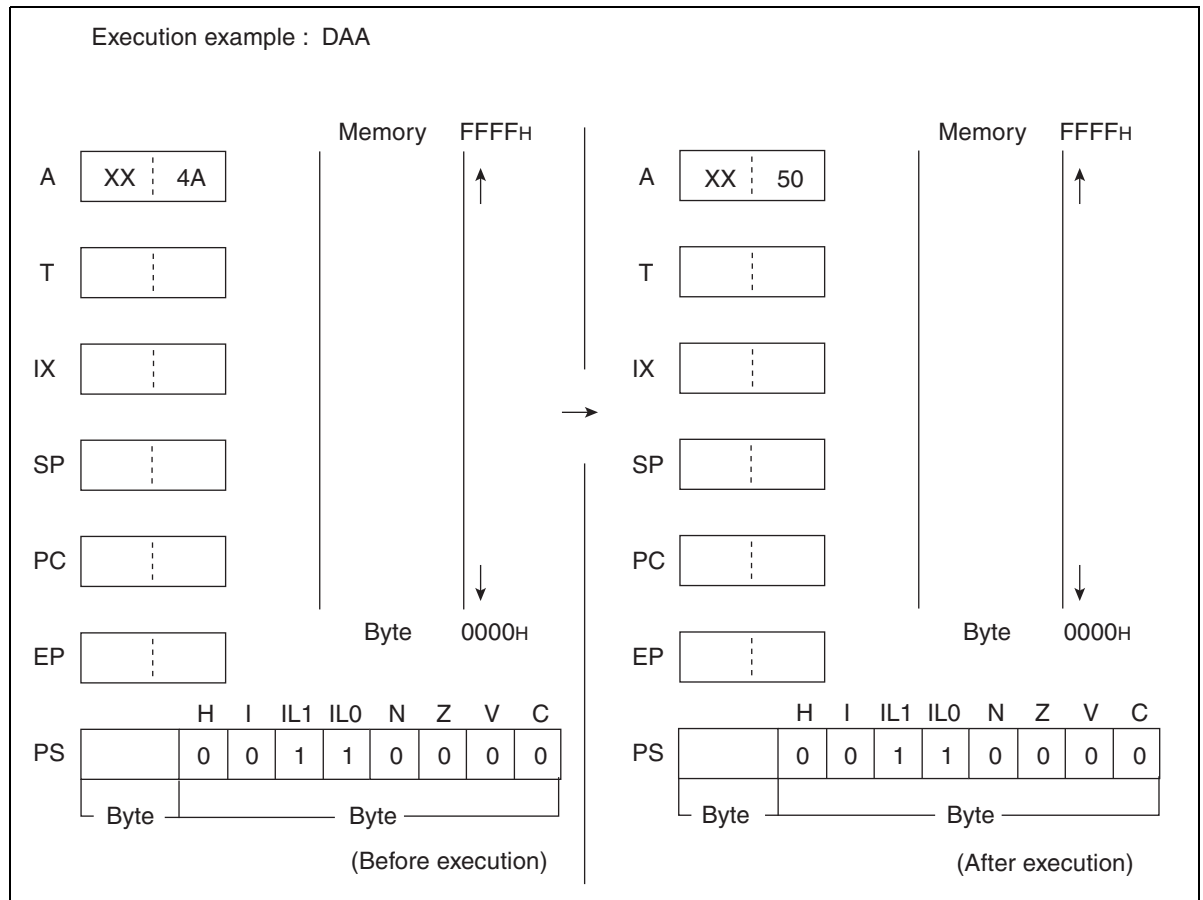 Execution example : DAA
Memory FFFFH
A XX 4A
T
IX
SP
PC
Byte 0000H
EP
H I IL1 IL0 N Z V C
PS 0 0 1 1 0 0 0 0
Byte Byte
(Before execution)
Memory FFFFH
A XX 50
T
IX
SP
PC
Byte 0000H
EP
H I IL1 IL0 N Z V C
PS 0 0 1 1 0 0 0 0
Byte Byte
(After execution)